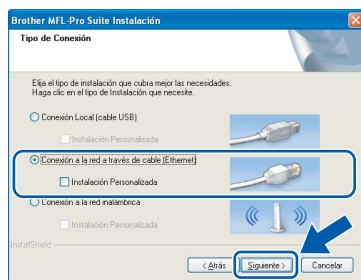 Brother MFL-Pro Suite Instalación
Tipo de Conexión
Elija el tipo de instalación que cubra mejor las necesidades.
Haga clic en el tipo de Instalación que necesite.
Conexión Local (cable USB)
Instalación Personalizada
Conexión a la red a través de cable (Ethernet)
Instalación Personalizada
Conexión a la red inalámbrica
Instalación Personalizada
InstallShield
< Atrás
Siguiente >
Cancelar